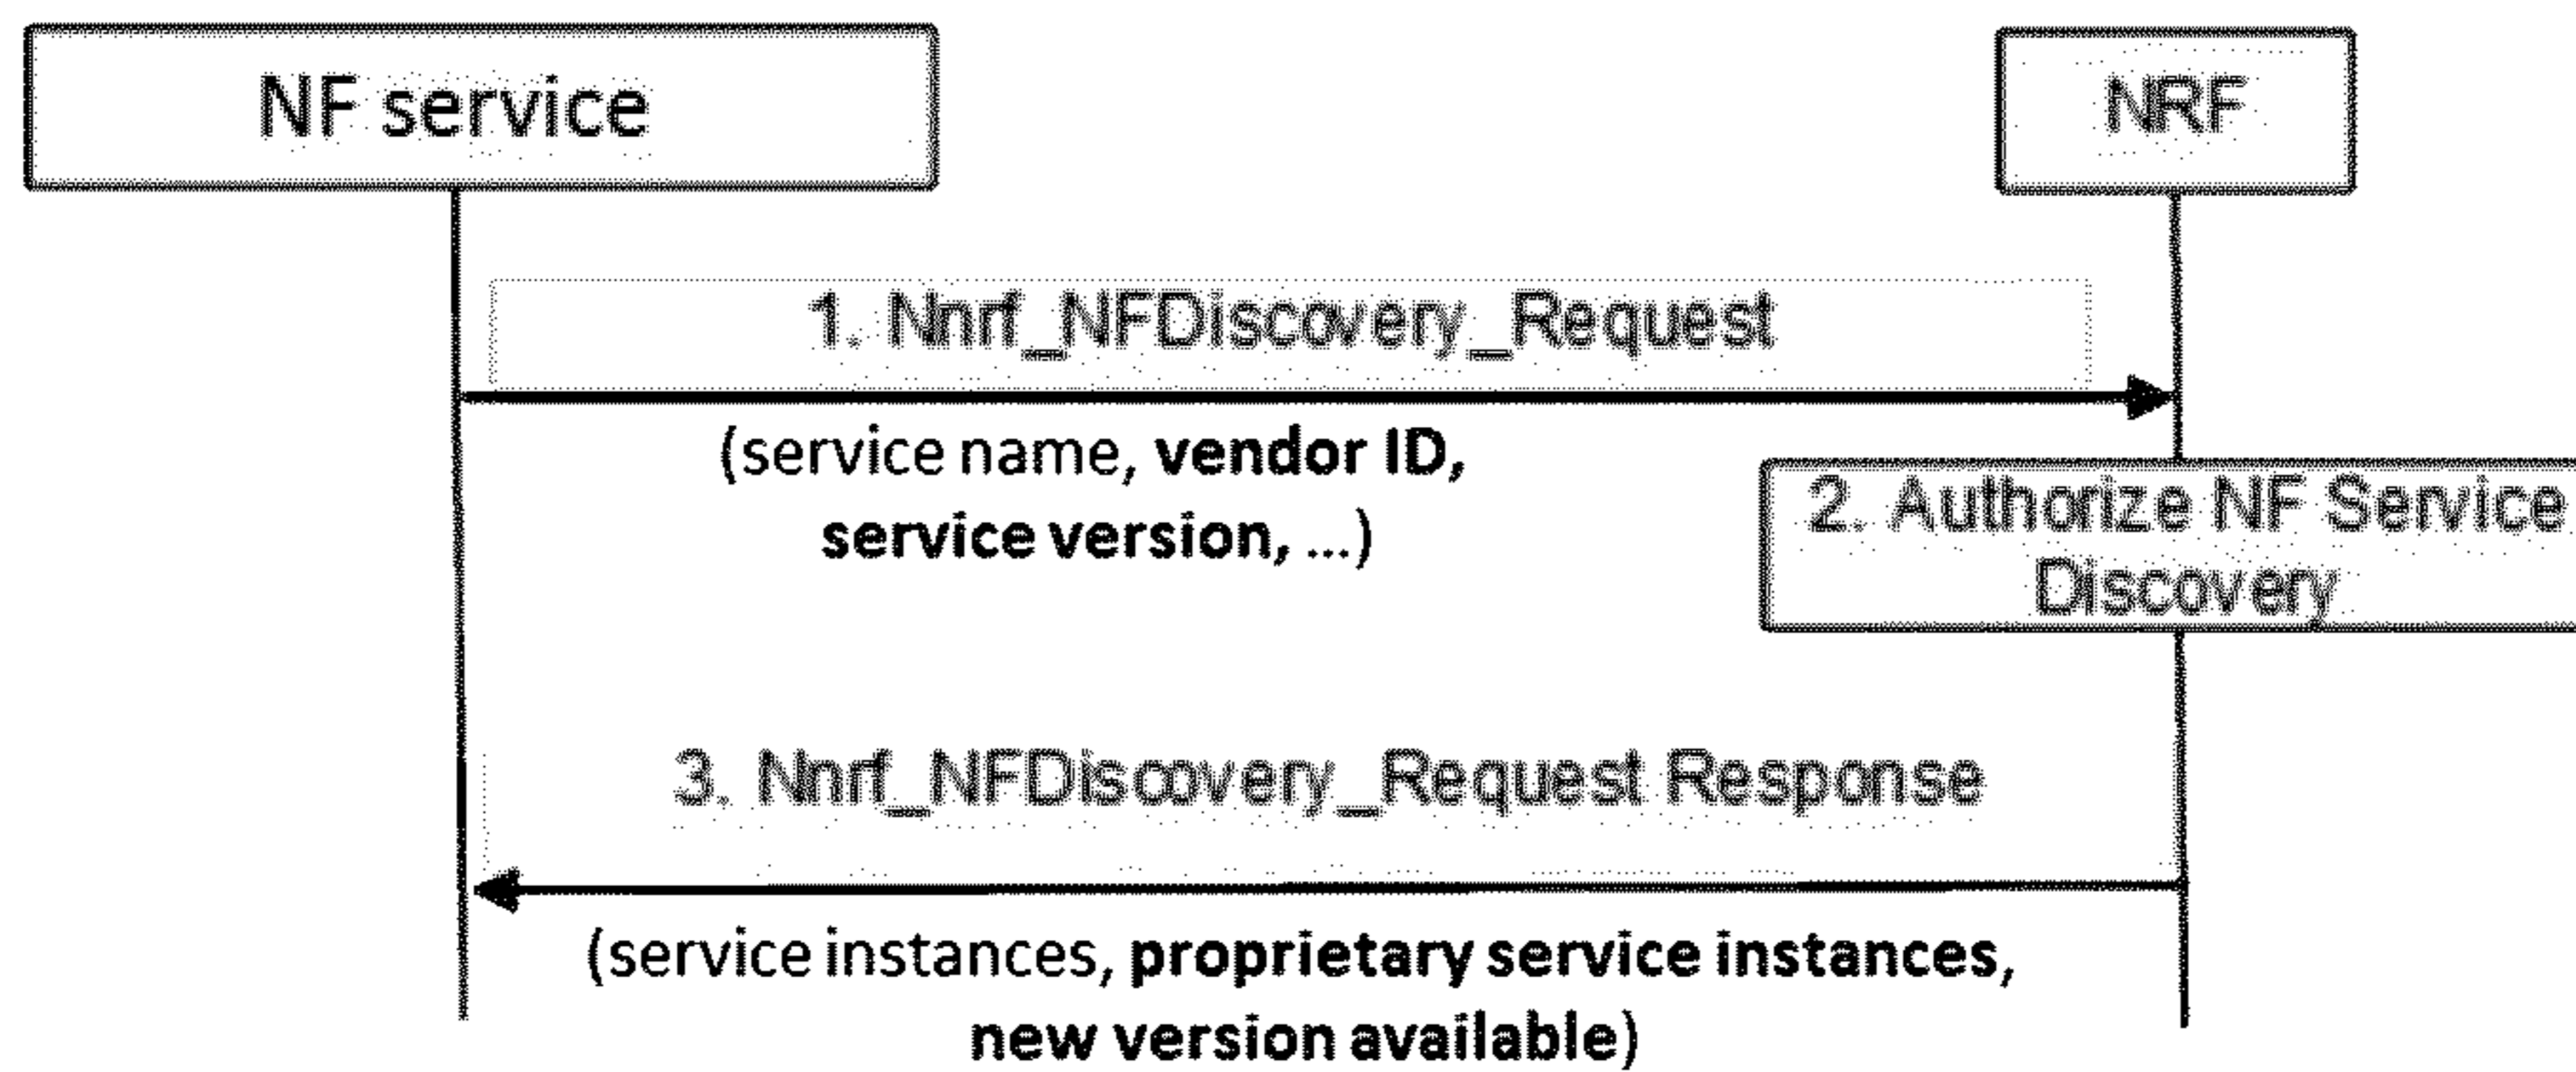 NF service
NRF
1. Nnrf_NFDiscovery_Request
(service name, vendor ID,
service version, ...)
2. Authorize NF Service
Discovery
3. Nnrf_NFDiscovery_Request Response
(service instances, proprietary service instances,
new version available)